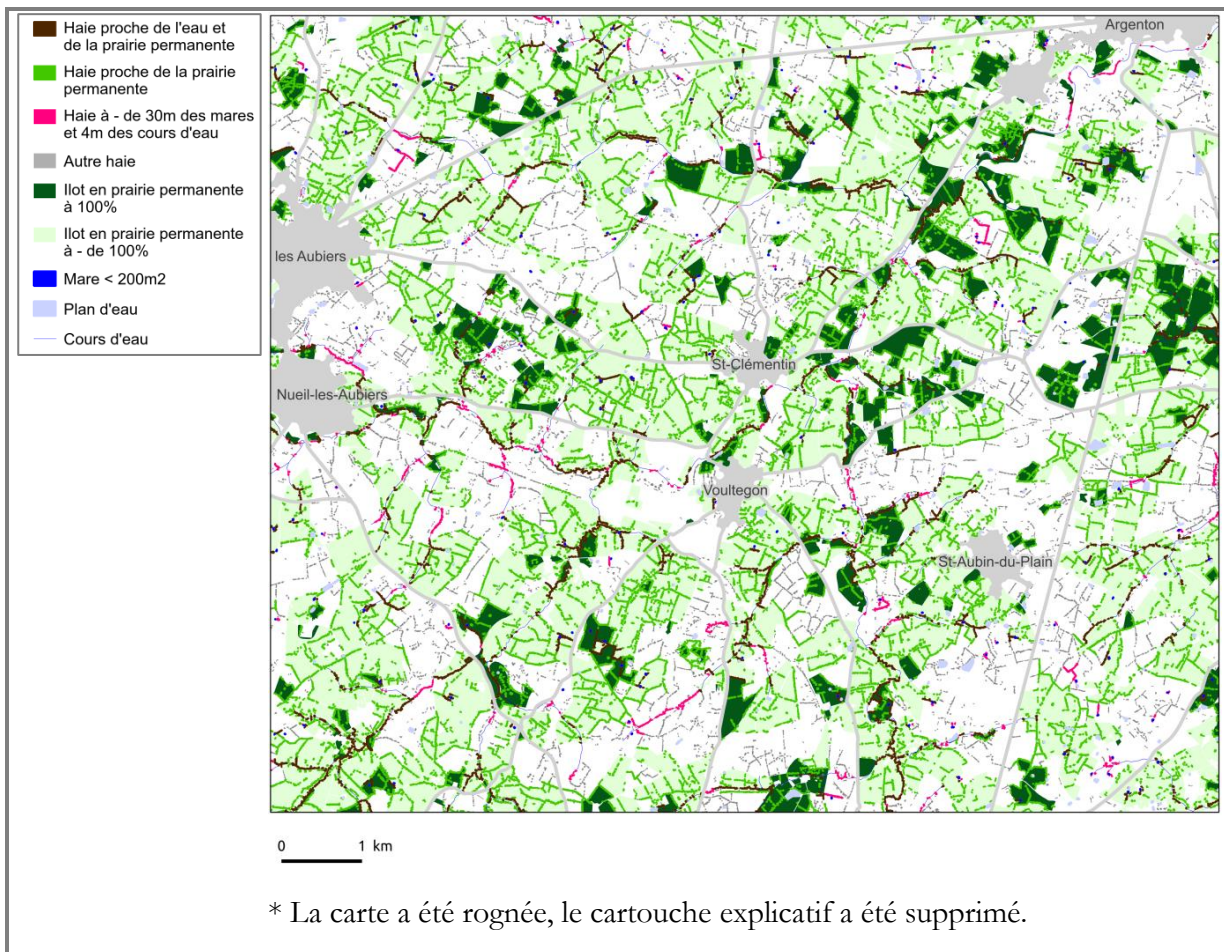 Haie proche de l'eau et
de la prairie permanente
Haie proche de la prairie
permanente
Haie à - de 30m des mares
et 4m des cours d'eau
Autre haie
Ilot en prairie permanente
à 100%
Ilot en prairie permanente
à - de 100%
Mare < 200m2
Plan d'eau
Cours d'eau
Argenton
les Aubiers
St-Clémentin
Nueil-les-Aubiers
Voultegon
St-Aubin-du-Plain
0 1 km
* La carte a été rognée, le cartouche explicatif a été supprimé.